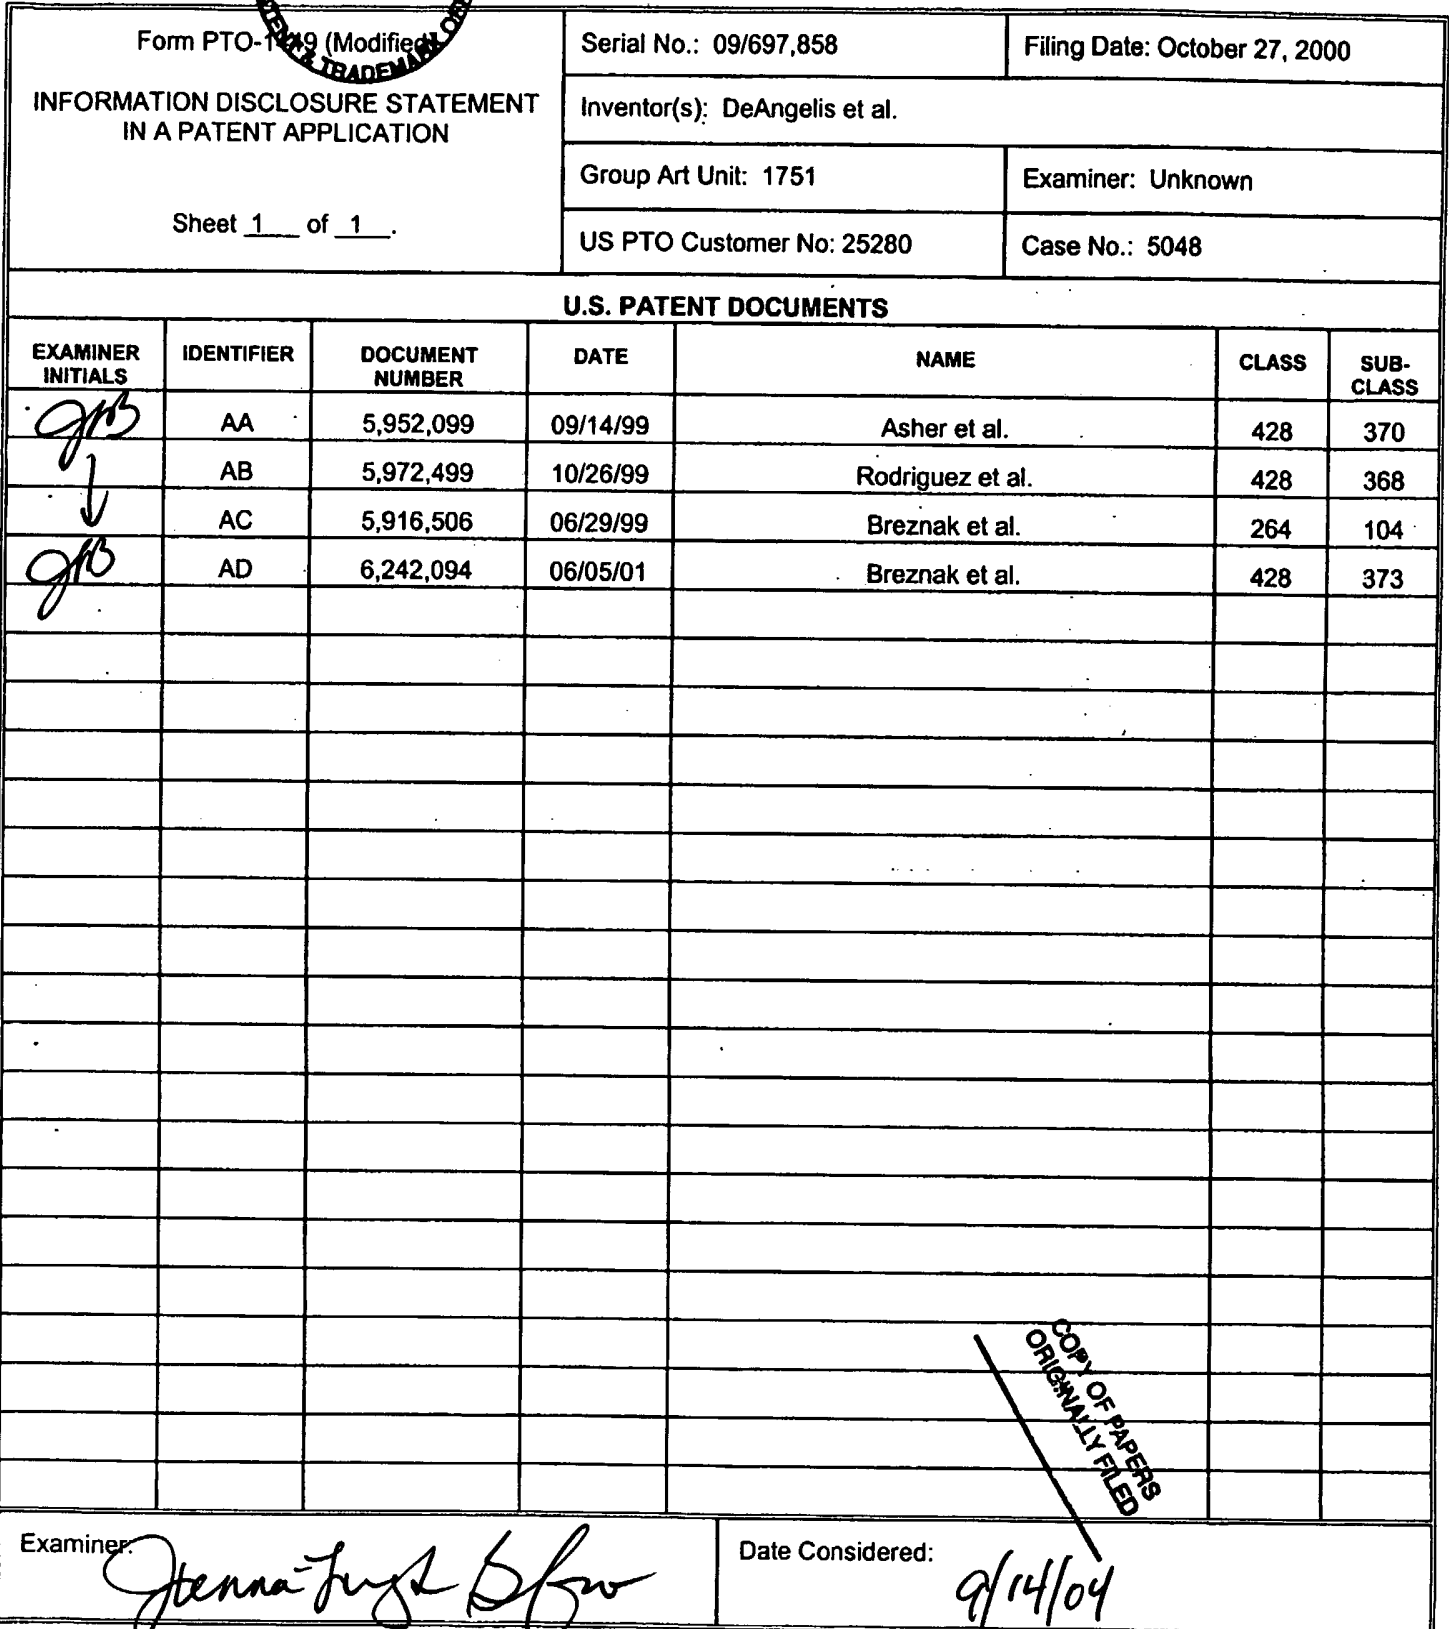 Form PTO-1449 (Modified)
& TRADEMARK
INFORMATION DISCLOSURE STATEMENT
IN A PATENT APPLICATION
Sheet 1 of 1.
Serial No.: 09/697,858
Filing Date: October 27, 2000
Inventor(s): DeAngelis et al.
Group Art Unit: 1751
Examiner: Unknown
US PTO Customer No: 25280
Case No.: 5048
U.S. PATENT DOCUMENTS
EXAMINER INITIALS IDENTIFIER DOCUMENT NUMBER DATE NAME CLASS SUB-CLASS
AA 5,952,099 09/14/99 Asher et al. 428 370
AB 5,972,499 10/26/99 Rodriguez et al. 428 368
AC 5,916,506 06/29/99 Breznak et al. 264 104
AD 6,242,094 06/05/01 Breznak et al. 428 373
COPY OF PAPERS
ORIGINALLY FILED
Examiner:
Date Considered: 9/14/04